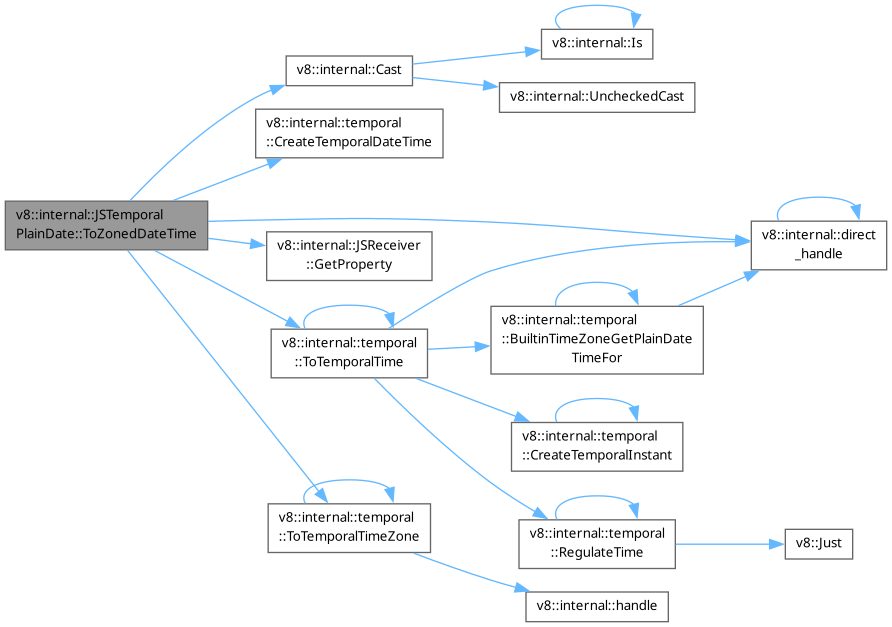 v8::internal::Is
v8::internal::Cast
v8::internal::UncheckedCast
v8::internal::temporal
::CreateTemporalDateTime
v8::internal::JSTemporal
PlainDate::ToZonedDateTime
v8::internal::direct
_handle
v8::internal::JSReceiver
::GetProperty
v8::internal::temporal
::ToTemporalTime
v8::internal::temporal
::BuiltinTimeZoneGetPlainDate
TimeFor
v8::internal::temporal
::CreateTemporalInstant
v8::internal::temporal
::ToTemporalTimeZone
v8::internal::temporal
::RegulateTime
v8::Just
v8::internal::handle